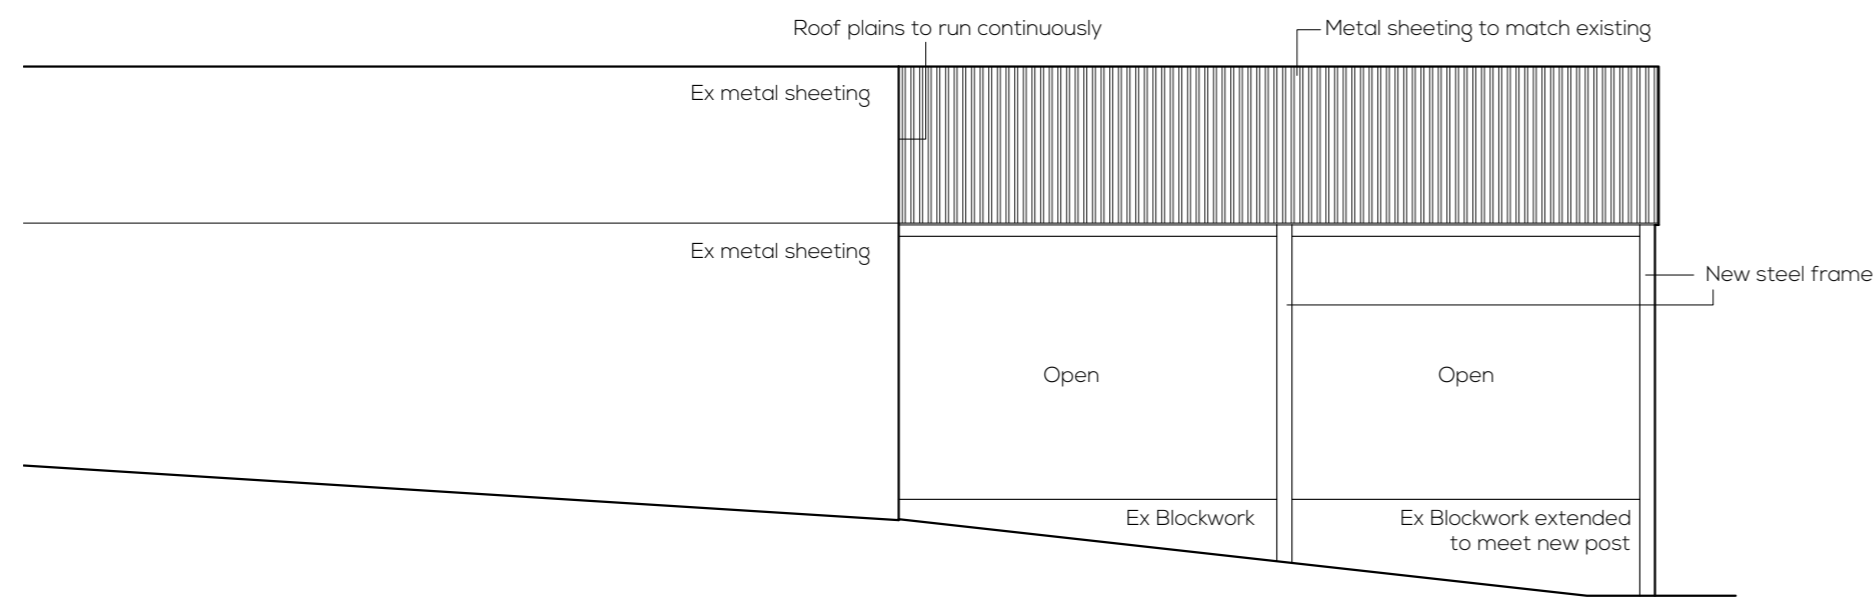 Roof plains to run continuously
Metal sheeting to match existing
Ex metal sheeting
Ex metal sheeting
New steel frame
Open
Open
Ex Blockwork
Ex Blockwork extended
to meet new post